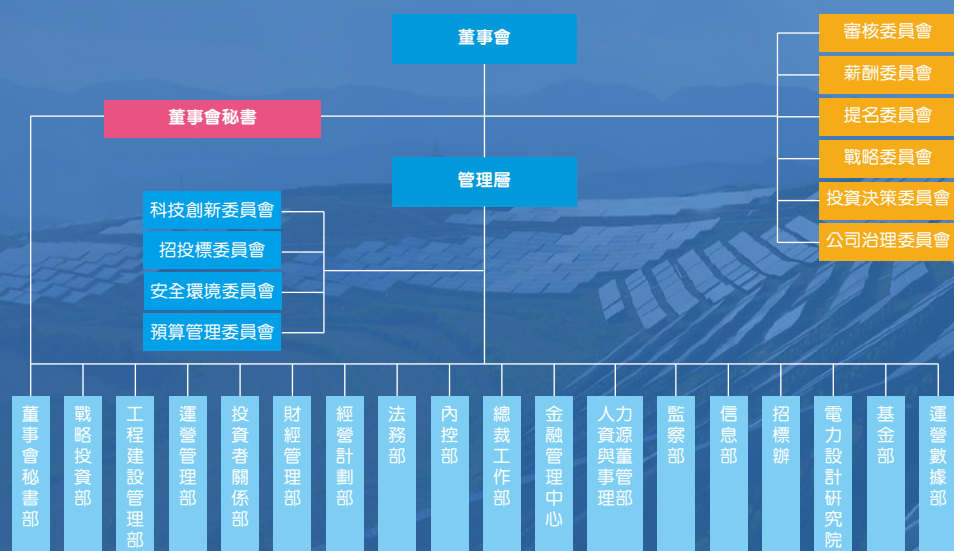 董事會
審核委員會
薪酬委員會
提名委員會
戰略委員會
投資決策委員會
公司治理委員會
董事會秘書
管理層
科技創新委員會
招投標委員會
安全環境委員會
預算管理委員會
董事會秘書部
戰略投資部
工程建設管理部
運營管理部
投資者關係部
財經管理部
經營計劃部
法務部
內控部
總裁工作部
金融管理中心
人力資源與董事管理部
監察部
信息部
招標辦
電力設計研究院
基金部
運營數據部